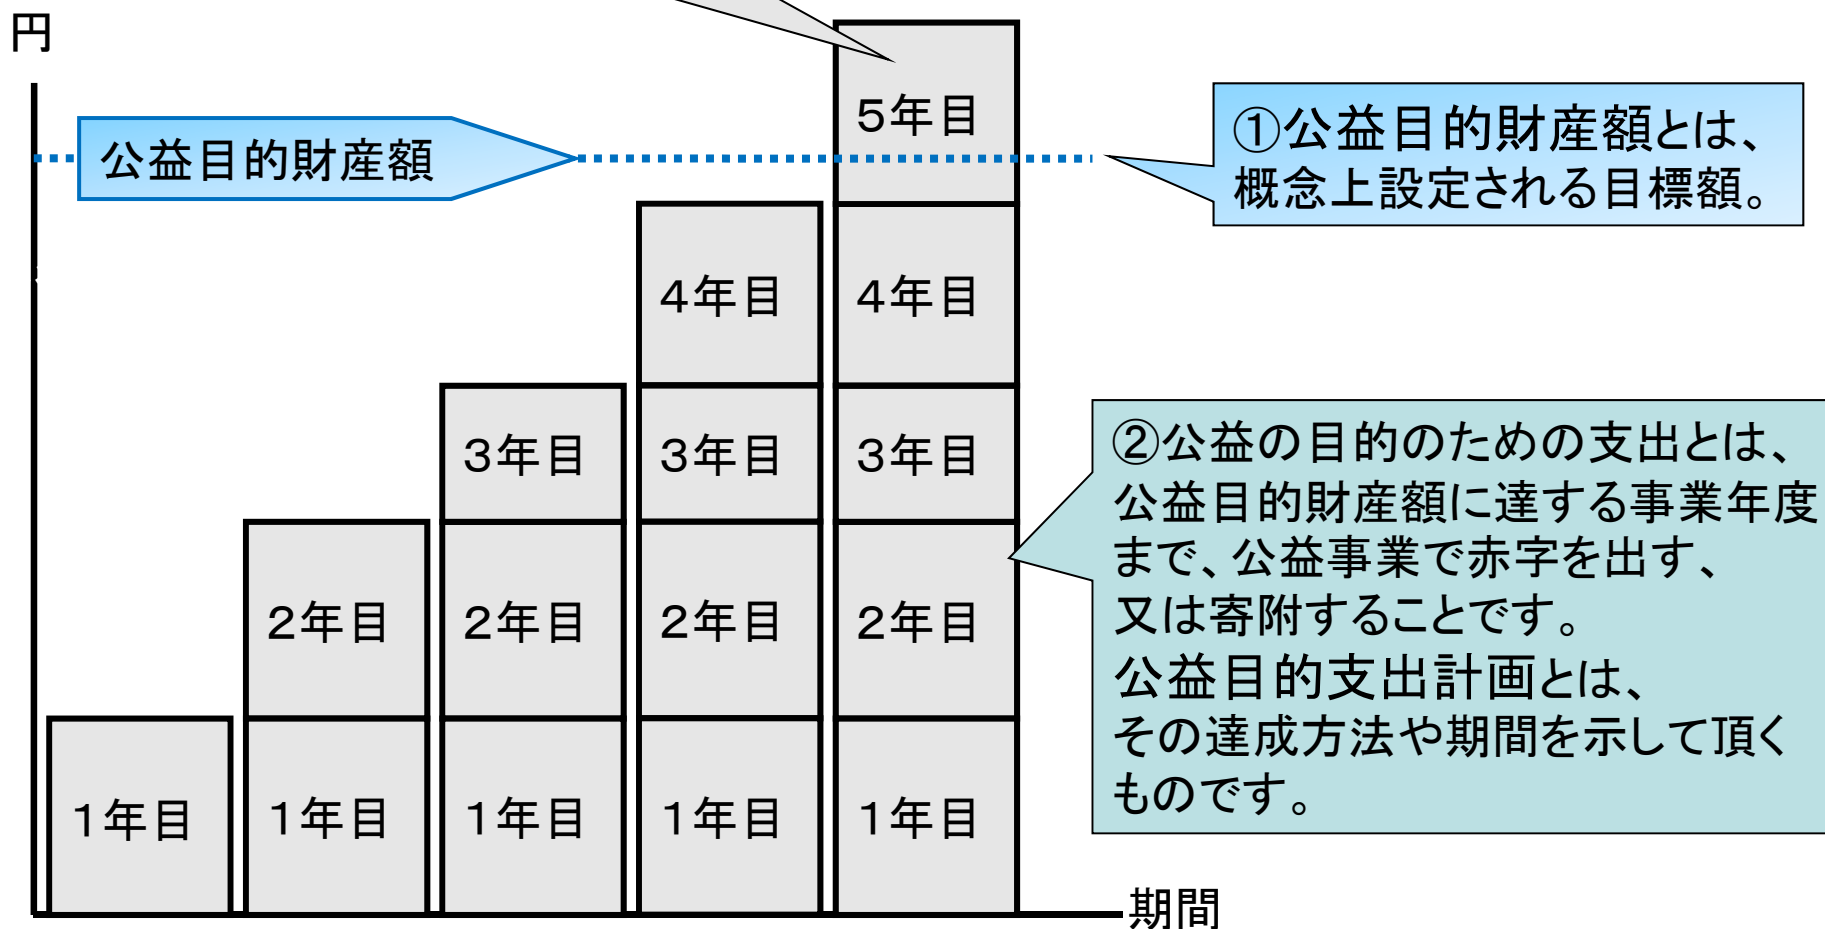 円
公益目的財産額
①公益目的財産額とは、
概念上設定される目標額。
5年目
4年目
4年目
3年目
3年目
3年目
2年目
2年目
2年目
2年目
1年目
1年目
1年目
1年目
1年目
②公益の目的のための支出とは、
公益目的財産額に達する事業年度
まで、公益事業で赤字を出す、
又は寄附することです。
公益目的支出計画とは、
その達成方法や期間を示して頂く
ものです。
期間